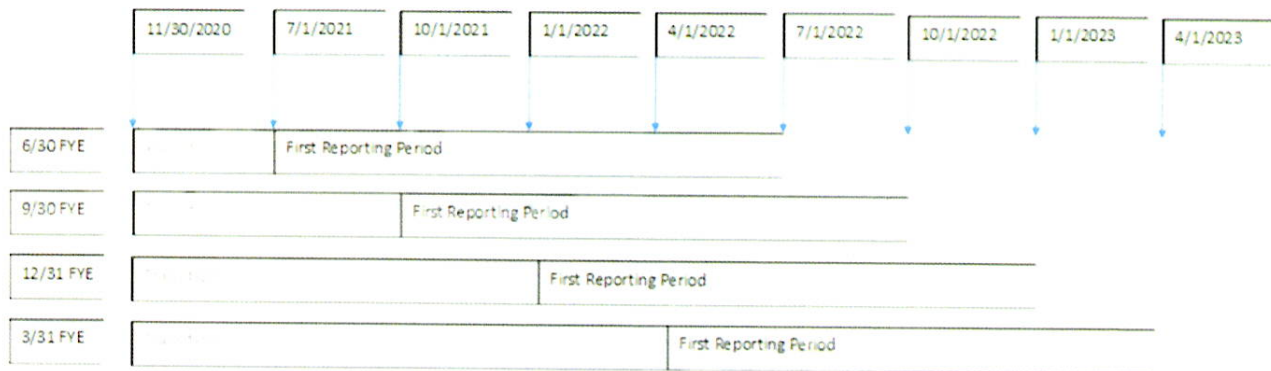 11/30/2020
7/1/2021
10/1/2021
1/1/2022
4/1/2022
7/1/2022
10/1/2022
1/1/2023
4/1/2023
6/30 FYE
First Reporting Period
9/30 FYE
First Reporting Period
12/31 FYE
First Reporting Period
3/31 FYE
First Reporting Period